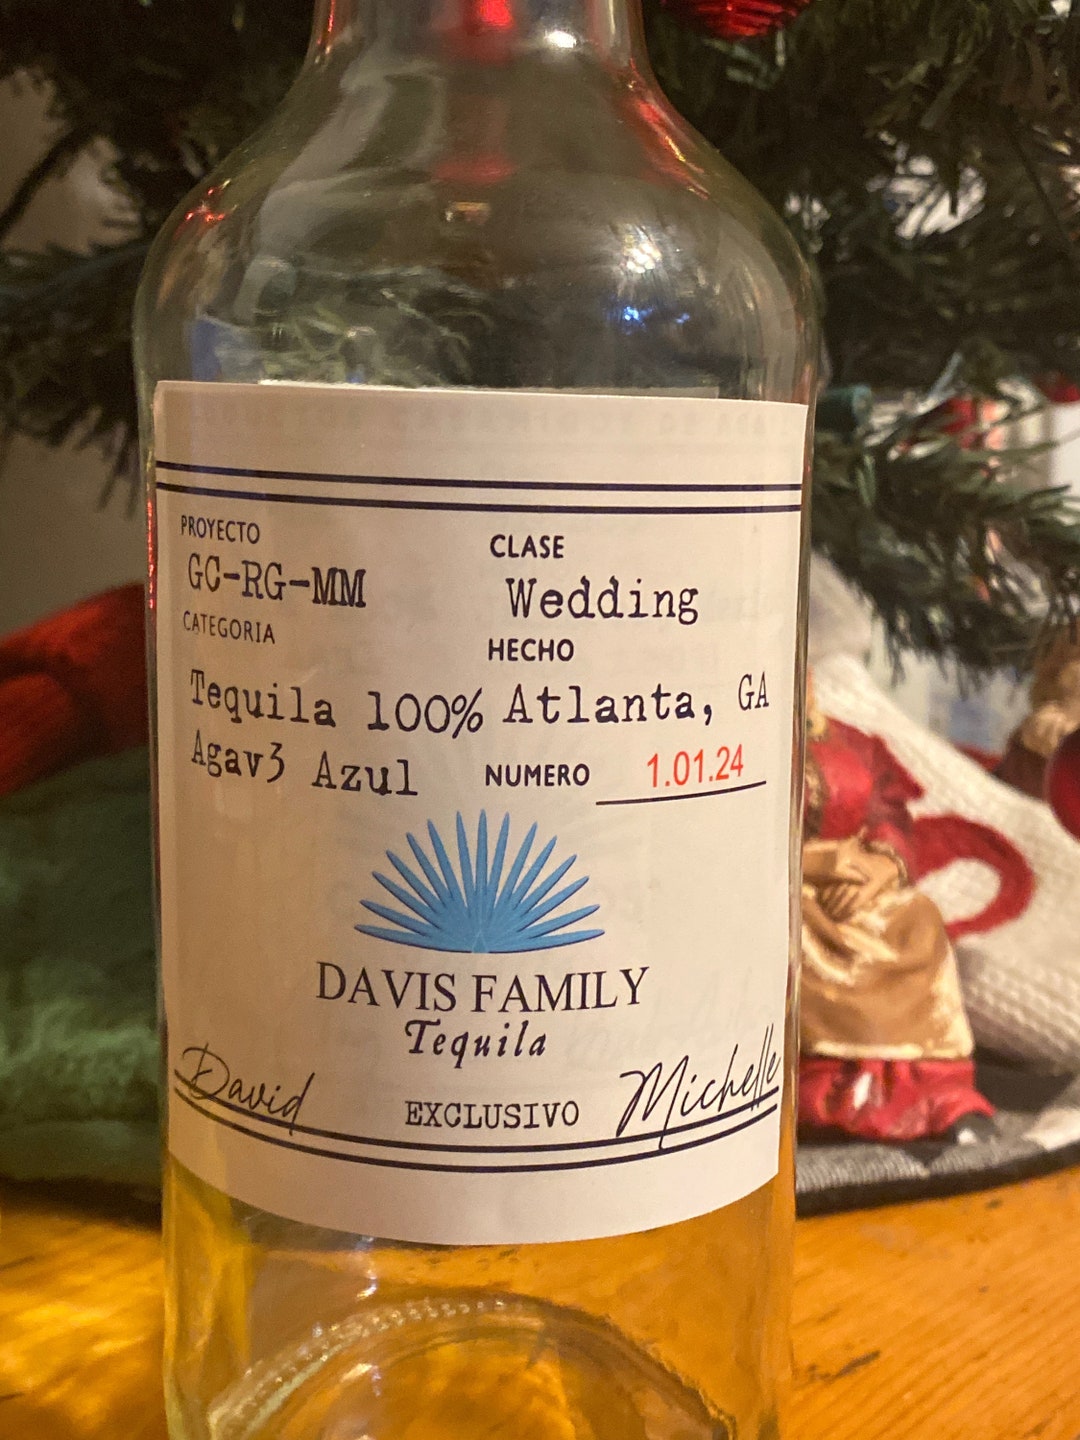 PROYECTO
GC-RG-MM
CATEGORIA
Tequila 100%
Agav3 Azul
CLASE
Wedding
HECHO
Atlanta, GA
NUMERO 1.01.24
DAVIS FAMILY
Tequila
David
EXCLUSIVO
Michelle